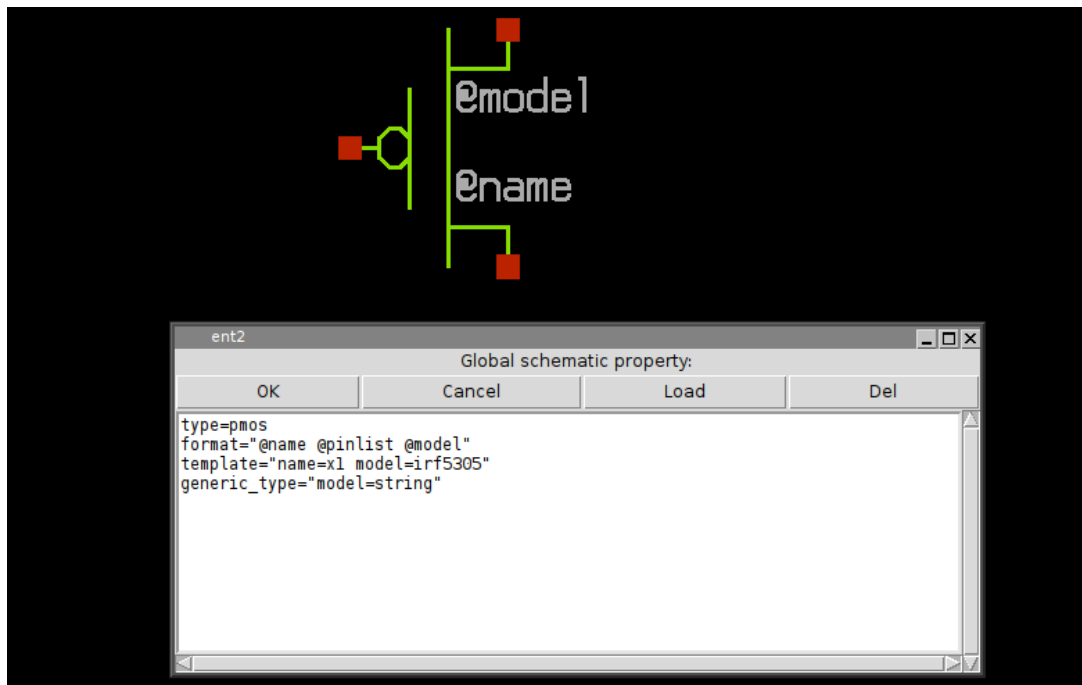 @model
@name
ent2
Global schematic property:
OK Cancel Load Del
type=pmos
format="@name @pinlist @model"
template="name=x1 model=irf5305"
generic_type="model=string"